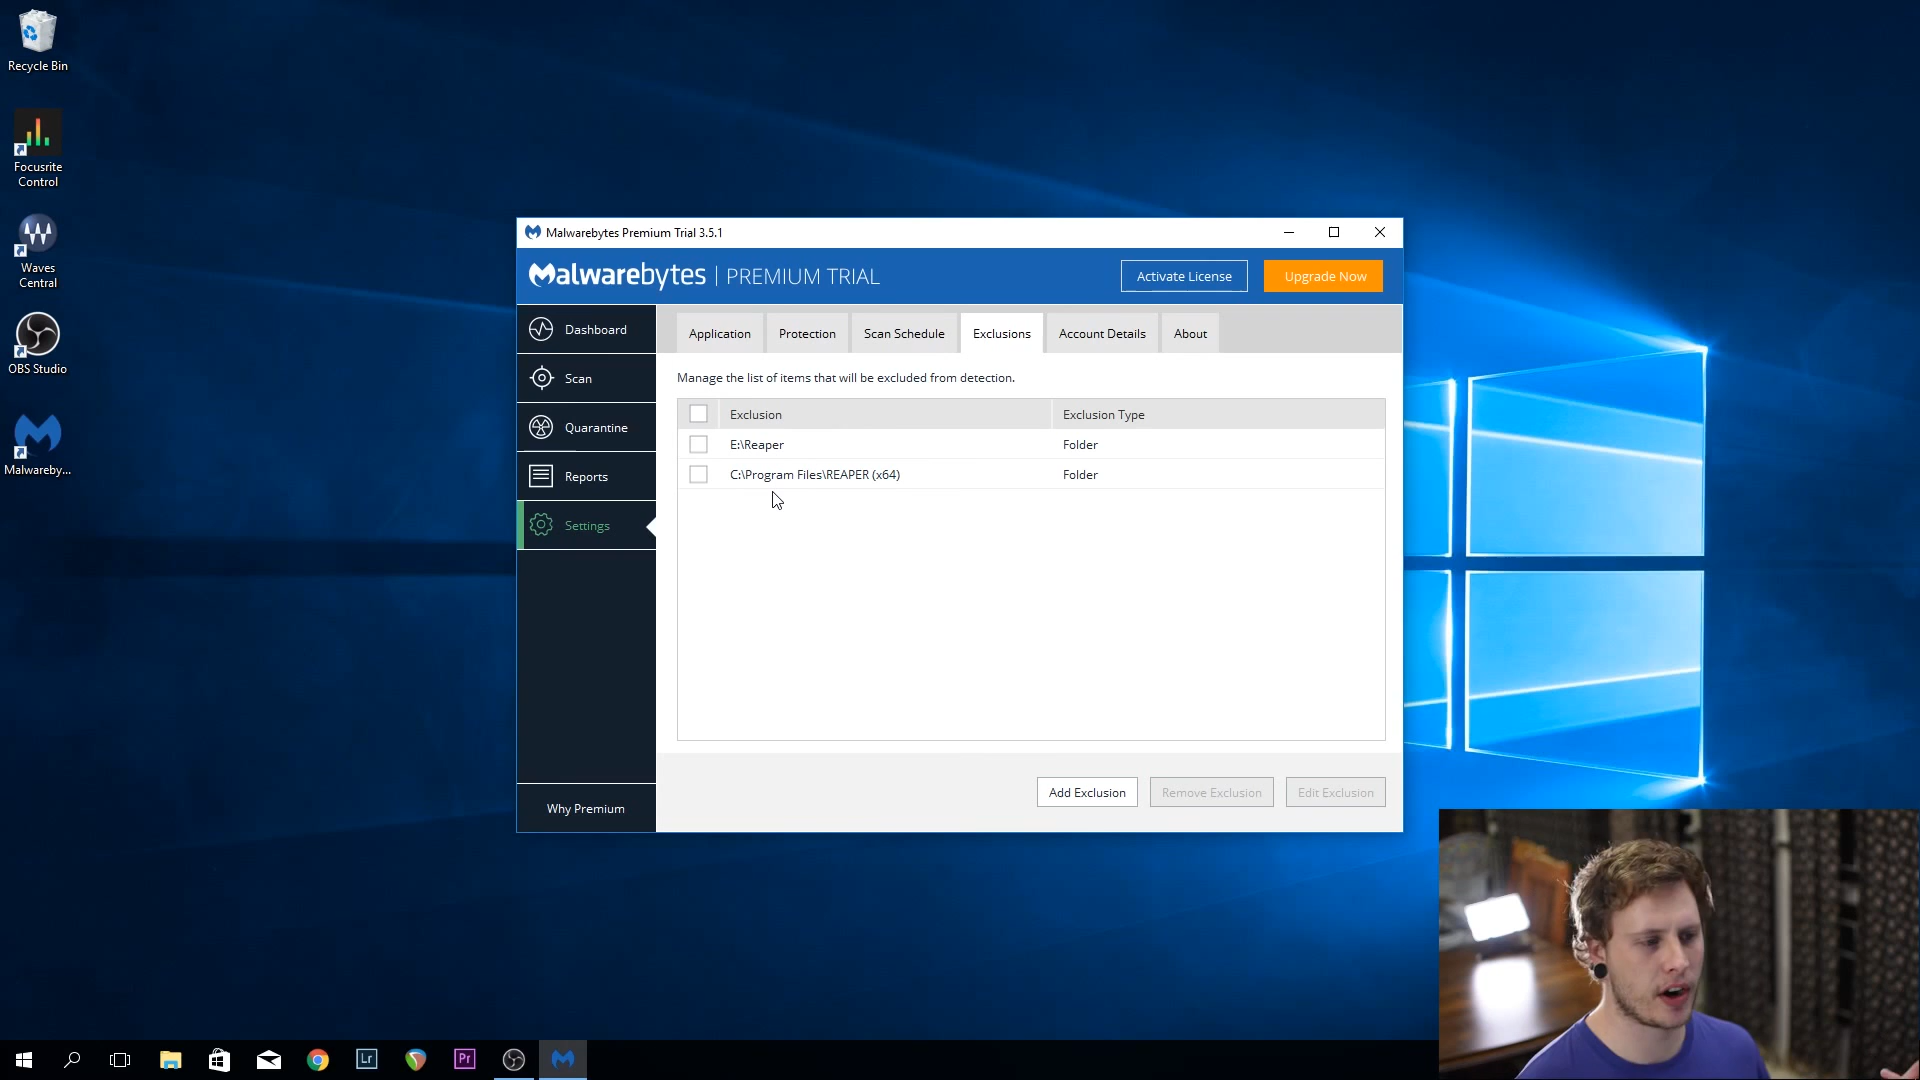 Recycle Bin
Focusrite
Control
Waves
Central
OBS Studio
Malwareby...
Malwarebytes Premium Trial 3.5.1
Malwarebytes | PREMIUM TRIAL
Activate License
Upgrade Now
Dashboard
Scan
Quarantine
Reports
Settings
Why Premium
Application
Protection
Scan Schedule
Exclusions
Account Details
About
Manage the list of items that will be excluded from detection.
Exclusion
Exclusion Type
E:\Reaper
Folder
C:\Program Files\REAPER (x64)
Folder
Add Exclusion
Remove Exclusion
Edit Exclusion
Lr
Pr